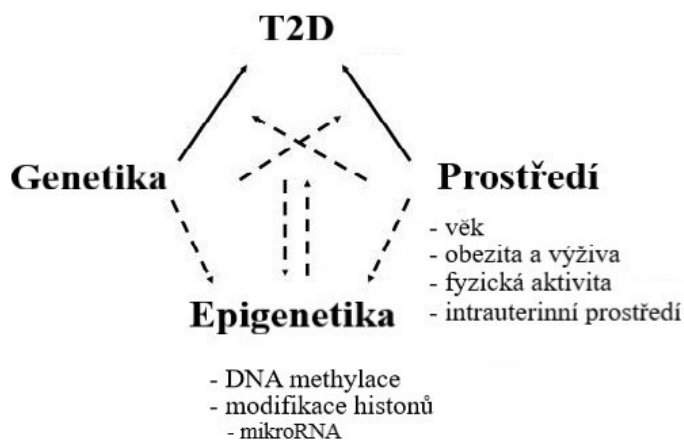 T2D
Genetika
Prostředí
- věk
- obezita a výživa
- fyzická aktivita
- intrauterinní prostředí
Epigenetika
- DNA methylace
- modifikace histonů
- mikroRNA